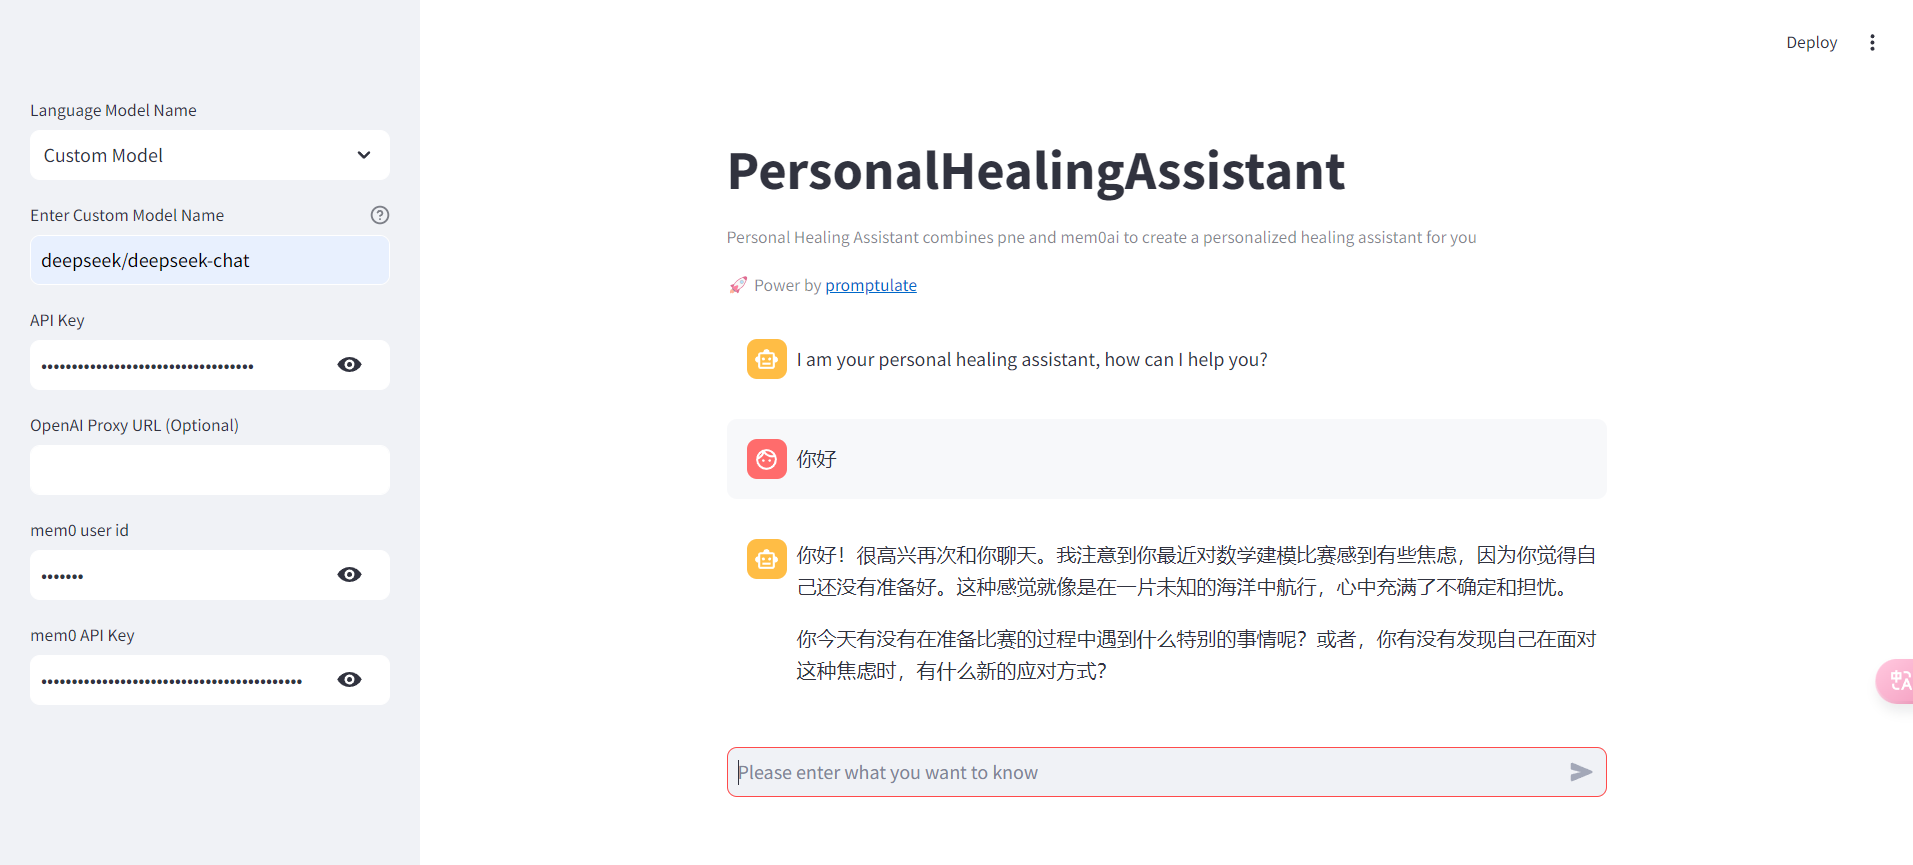 Deploy
Language Model Name
Custom Model
Enter Custom Model Name
deepseek/deepseek-chat
API Key
•••••••••••••••••••••••••••••••••••
OpenAI Proxy URL (Optional)
mem0 user id
•••••••
mem0 API Key
•••••••••••••••••••••••••••••••••••••••••••
PersonalHealingAssistant
Personal Healing Assistant combines pne and mem0ai to create a personalized healing assistant for you
🚀 Power by promptulate
I am your personal healing assistant, how can I help you?
你好
你好！很高兴再次和你聊天。我注意到你最近对数学建模比赛感到有些焦虑，因为你觉得自
己还没有准备好。这种感觉就像是在一片未知的海洋中航行，心中充满了不确定和担忧。
你今天有没有在准备比赛的过程中遇到什么特别的事情呢？或者，你有没有发现自己在面对
这种焦虑时，有什么新的应对方式？
Please enter what you want to know
中A